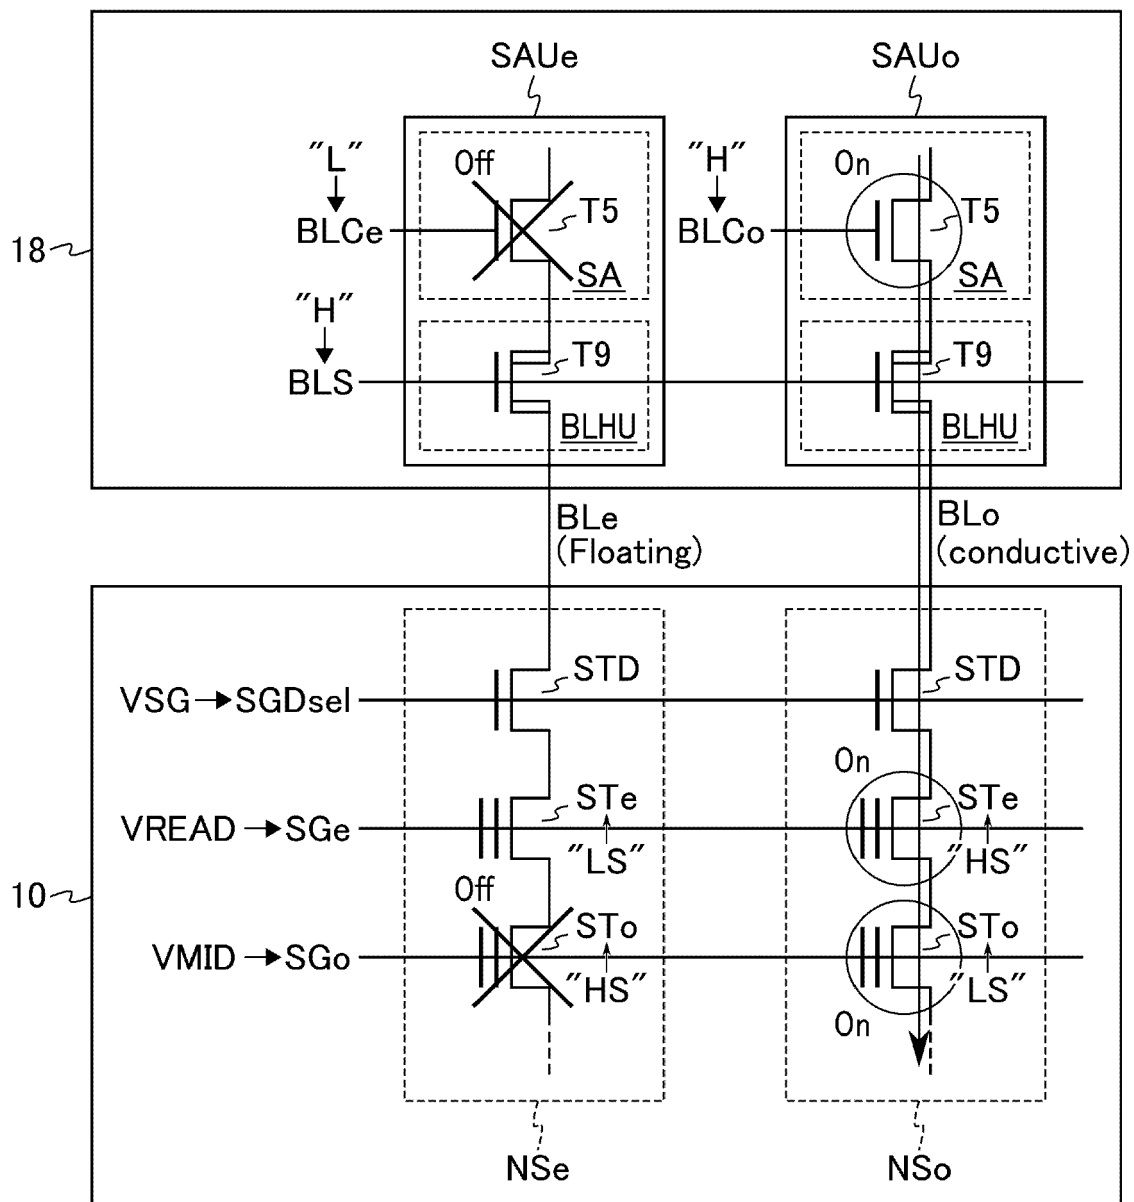 SAUe SAUo
"L" Off "H" On
BLCe T5 BLCo T5
18
SA SA
"H"
BLS T9 T9
BLHU BLHU
BLe BLo
(Floating) (conductive)
VSG SGDsel STD STD
On
VREAD SGe STe STe
"LS" "HS"
10 Off
VMID SGo STo STo
"HS" "LS"
On
NSe NSo